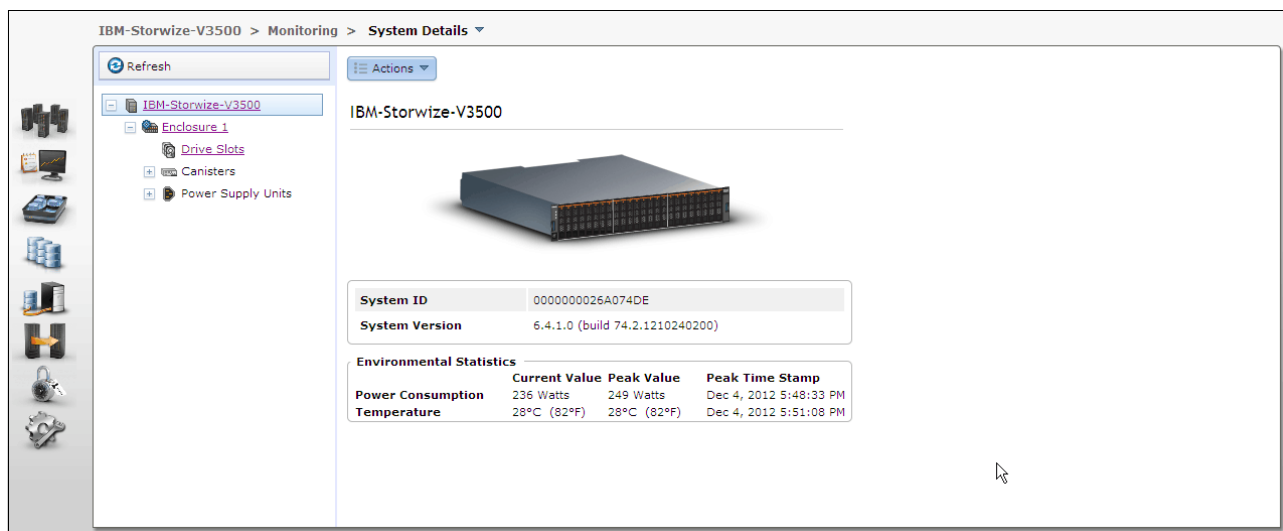 IBM-Storwize-V3500 > Monitoring > System Details
Refresh
Actions
IBM-Storwize-V3500
Enclosure 1
Drive Slots
Canisters
Power Supply Units
IBM-Storwize-V3500
System ID 0000000026A074DE
System Version 6.4.1.0 (build 74.2.1210240200)
Environmental Statistics
Current Value Peak Value Peak Time Stamp
Power Consumption 236 Watts 249 Watts Dec 4, 2012 5:48:33 PM
Temperature 28°C (82°F) 28°C (82°F) Dec 4, 2012 5:51:08 PM